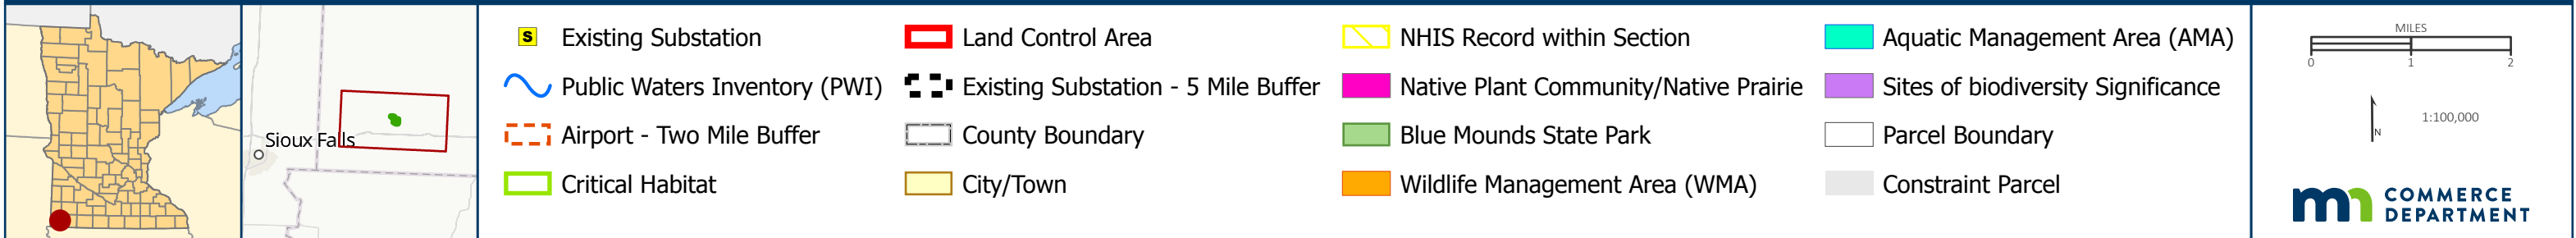 Sioux Falls
S Existing Substation
Public Waters Inventory (PWI)
Airport - Two Mile Buffer
Critical Habitat
Land Control Area
Existing Substation - 5 Mile Buffer
County Boundary
City/Town
NHIS Record within Section
Native Plant Community/Native Prairie
Blue Mounds State Park
Wildlife Management Area (WMA)
Aquatic Management Area (AMA)
Sites of biodiversity Significance
Parcel Boundary
Constraint Parcel
MILES
0 1 2
N
1:100,000
mn COMMERCE
DEPARTMENT